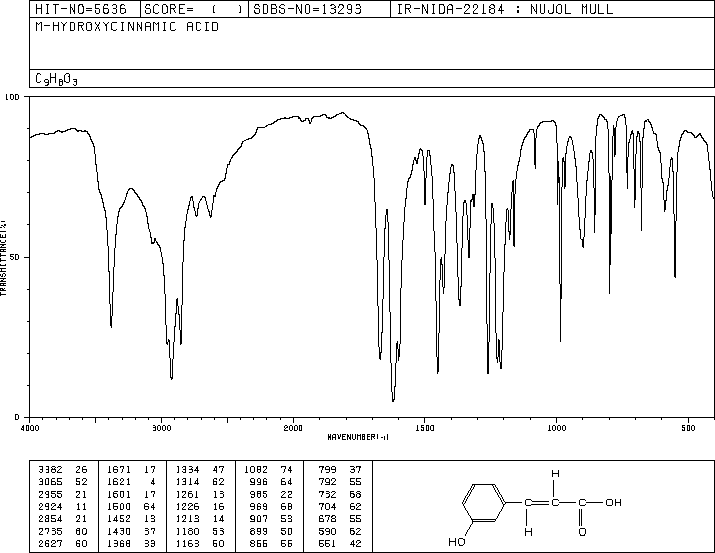 HIT-NO=5636 SCORE= ( ) SDBS-NO=13293 IR-NIDA-22184 : NUJOL MULL
M-HYDROXYCINNAMIC ACID
C9H8O3
100
50
0
TRANSMITTANCE(%)
4000 3000 2000 1500 1000 500
WAVENUMBER(-1)
3382 26 1671 17 1334 47 1082 74 799 37
3065 52 1621 4 1314 62 996 64 792 55
2955 21 1601 17 1261 13 985 22 732 68
2924 11 1500 64 1226 16 969 68 704 62
2854 21 1452 13 1213 14 907 53 678 55
2735 60 1430 37 1180 53 899 50 590 62
2627 60 1368 33 1163 50 855 55 551 42
H
C C C OH
HO H O